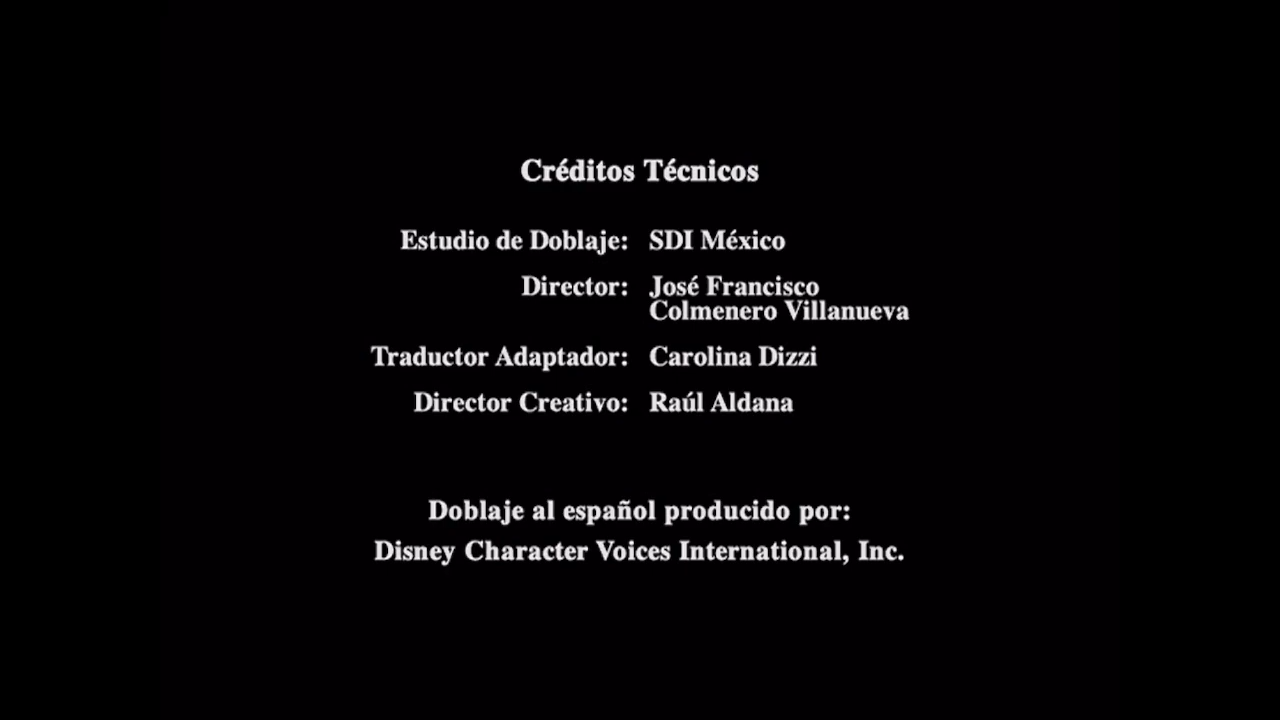 Créditos Técnicos
Estudio de Doblaje: SDI México
Director: José Francisco
Colmenero Villanueva
Traductor Adaptador: Carolina Dizzi
Director Creativo: Raúl Aldana
Doblaje al español producido por:
Disney Character Voices International, Inc.